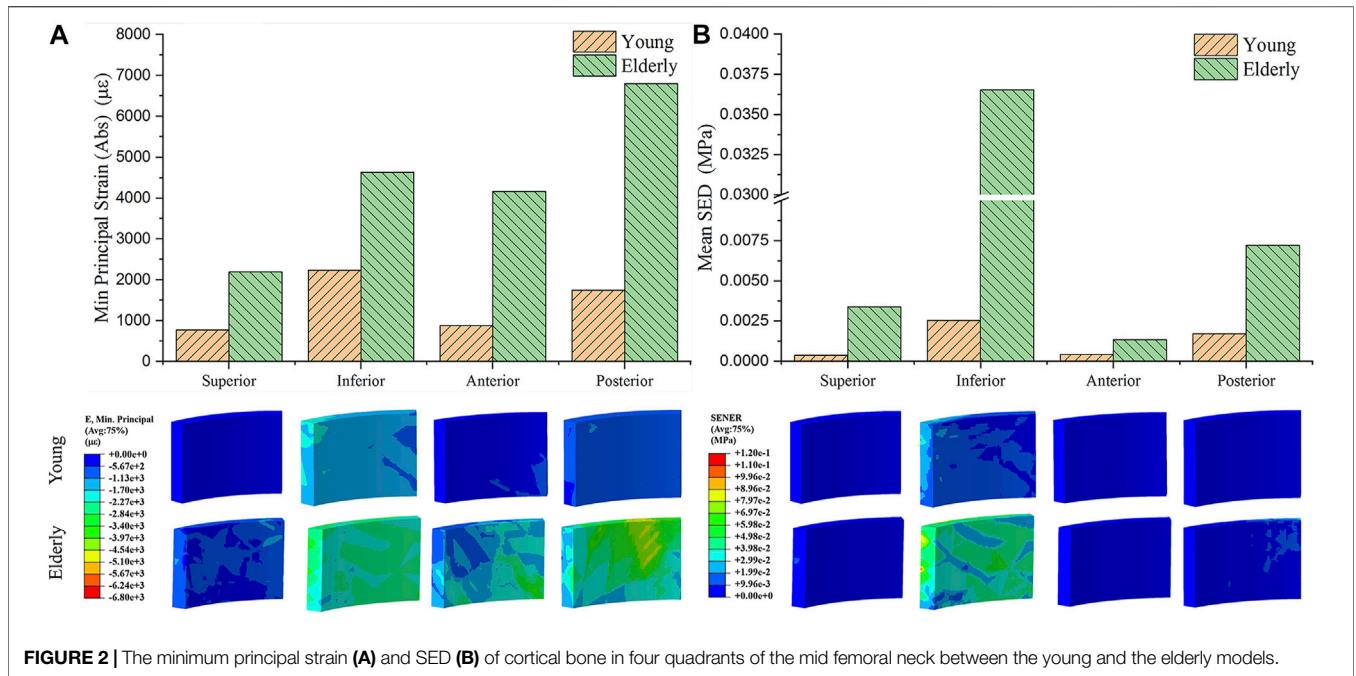 A
8000
7000
6000
5000
4000
3000
2000
1000
0
Min Principal Strain (Abs) (με)
Young
Elderly
Superior
Inferior
Anterior
Posterior
B
0.0400
0.0375
0.0350
0.0325
0.0300
0.0075
0.0050
0.0025
0.0000
Mean SED (MPa)
Young
Elderly
Superior
Inferior
Anterior
Posterior
E, Min. Principal
(Avg:75%)
(με)
+0.00e+0
-5.67e+2
-1.13e+3
-1.70e+3
-2.27e+3
-2.84e+3
-3.40e+3
-3.97e+3
-4.54e+3
-5.10e+3
-5.67e+3
-6.24e+3
-6.80e+3
Young
Elderly
SENER
(Avg:75%)
(MPa)
+1.20e-1
+1.10e-1
+9.96e-2
+8.96e-2
+7.97e-2
+6.97e-2
+5.98e-2
+4.98e-2
+3.98e-2
+2.99e-2
+1.99e-2
+9.96e-3
+0.00e+0
FIGURE 2 | The minimum principal strain (A) and SED (B) of cortical bone in four quadrants of the mid femoral neck between the young and the elderly models.